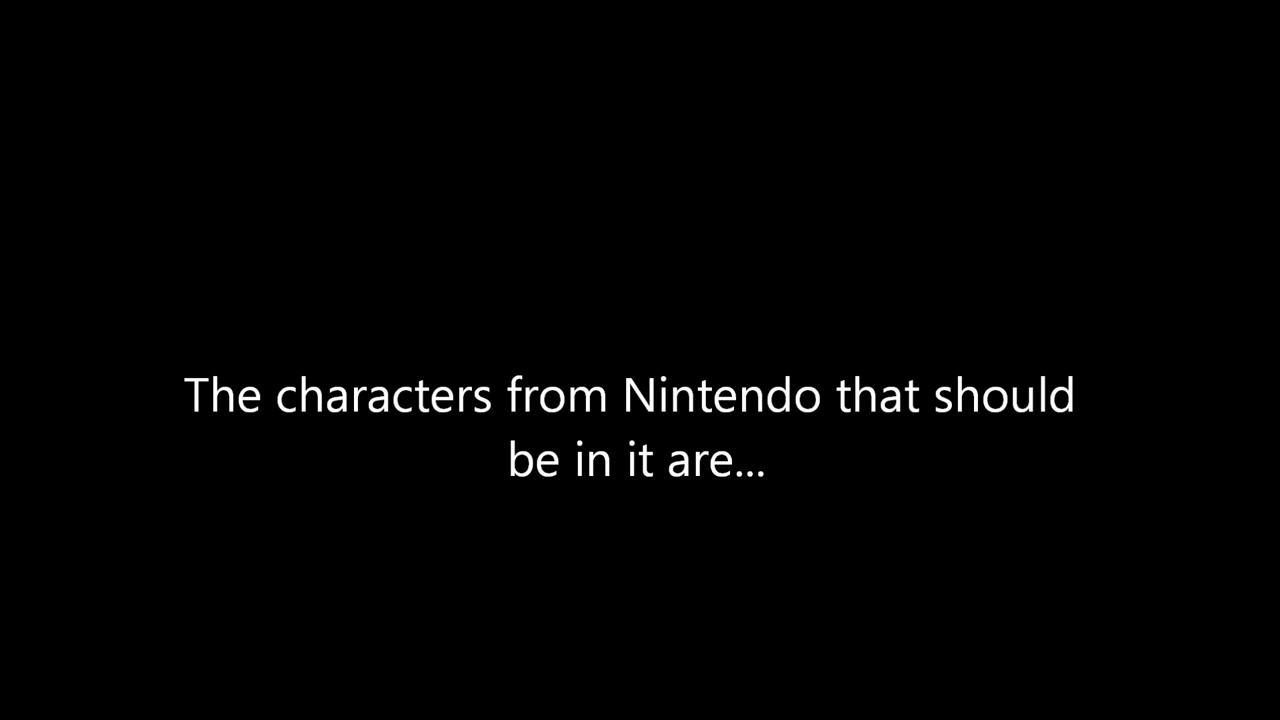 The characters from Nintendo that should
be in it are...